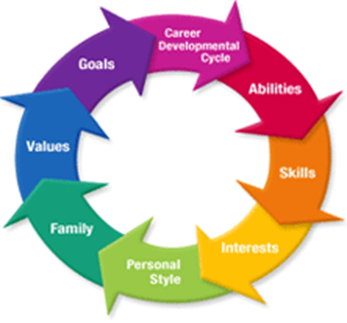 Career
Developmental
Cycle
Abilities
Skills
Interests
Personal
Style
Family
Values
Goals